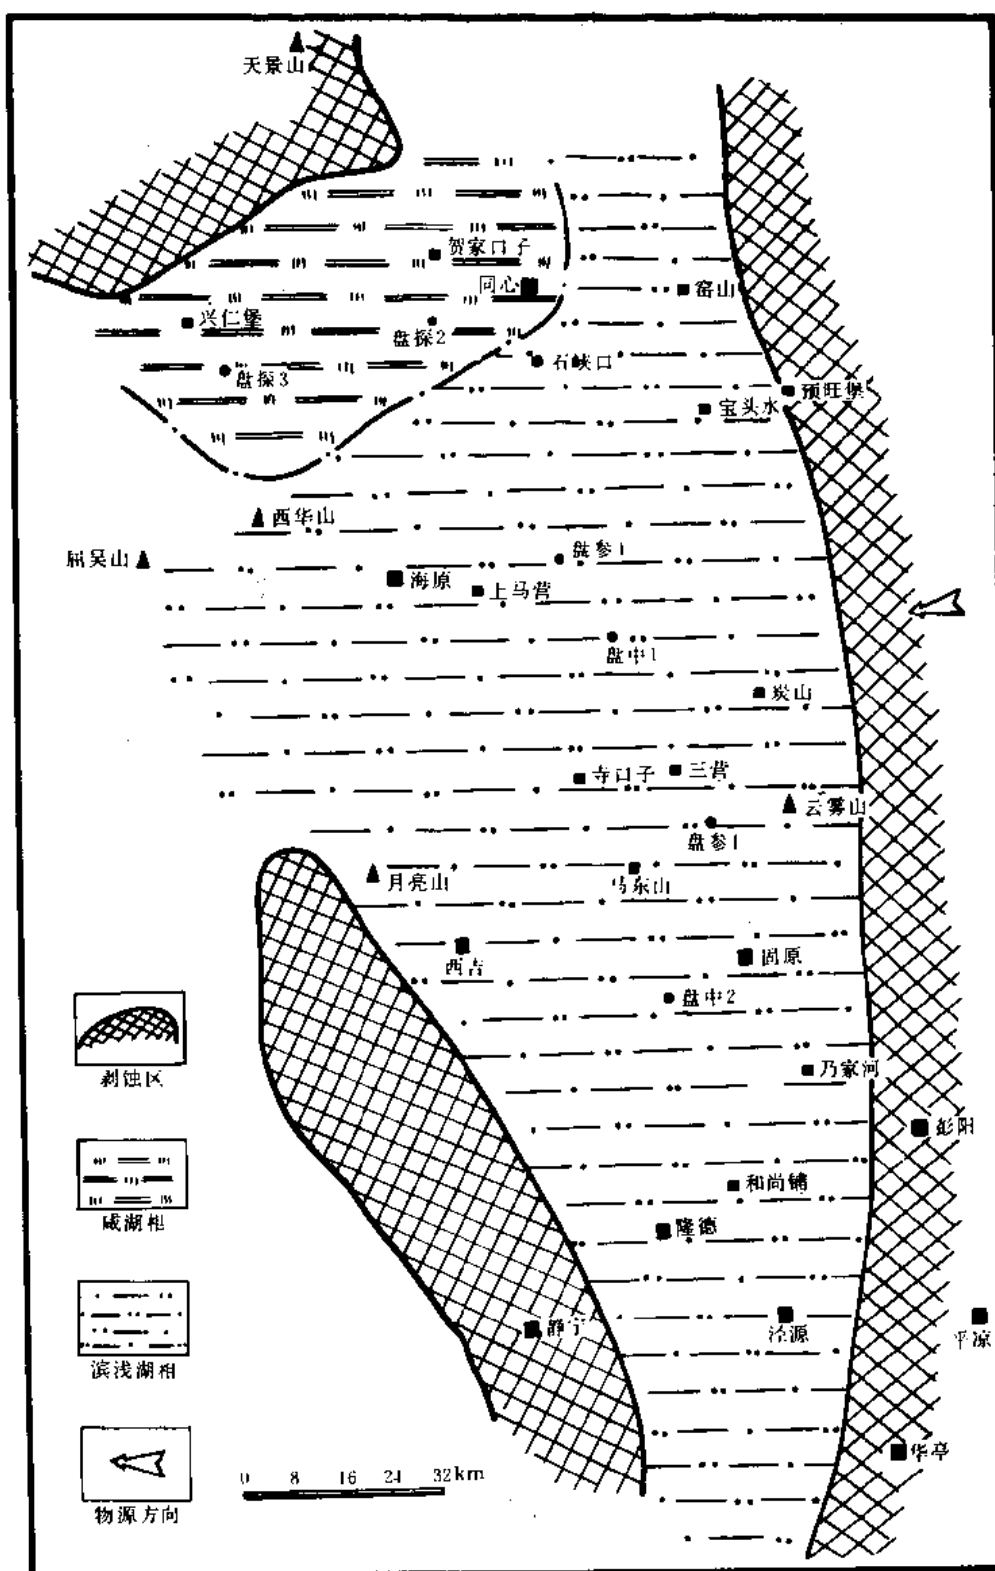 天景山
贺家口子
同心
窑山
兴仁堡
盘探2
石峡口
盘探3
预旺堡
宝头水
西华山
屈吴山
盘参1
海原
上马营
盘中1
炭山
寺口子
三营
云雾山
盘参1
月亮山
马东山
西吉
固原
盘中2
乃家河
剥蚀区
彭阳
和尚铺
咸湖相
隆德
静宁
泾源
平凉
滨浅湖相
华亭
0 8 16 24 32km
物源方向